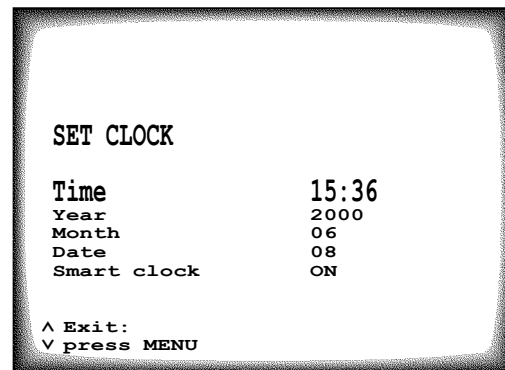 SET CLOCK
Time 15:36
Year 2000
Month 06
Date 08
Smart clock ON
∧ Exit:
∨ press MENU